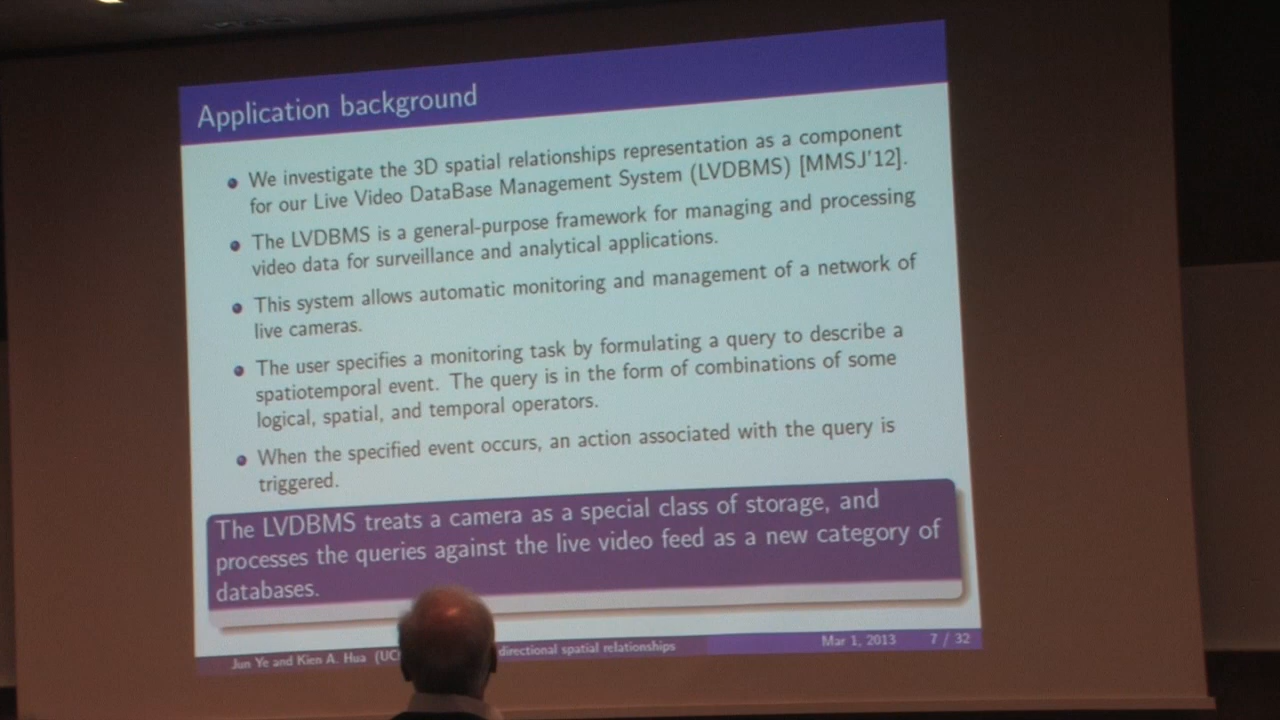 Application background
We investigate the 3D spatial relationships representation as a component
for our Live Video DataBase Management System (LVDBMS) [MMSJ'12].
The LVDBMS is a general-purpose framework for managing and processing
video data for surveillance and analytical applications.
This system allows automatic monitoring and management of a network of
live cameras.
The user specifies a monitoring task by formulating a query to describe a
spatiotemporal event. The query is in the form of combinations of some
logical, spatial, and temporal operators.
When the specified event occurs, an action associated with the query is
triggered.
The LVDBMS treats a camera as a special class of storage, and
processes the queries against the live video feed as a new category of
databases.
Jun Ye and Kien A. Hua directional spatial relationships Mar 1, 2013 7 / 32